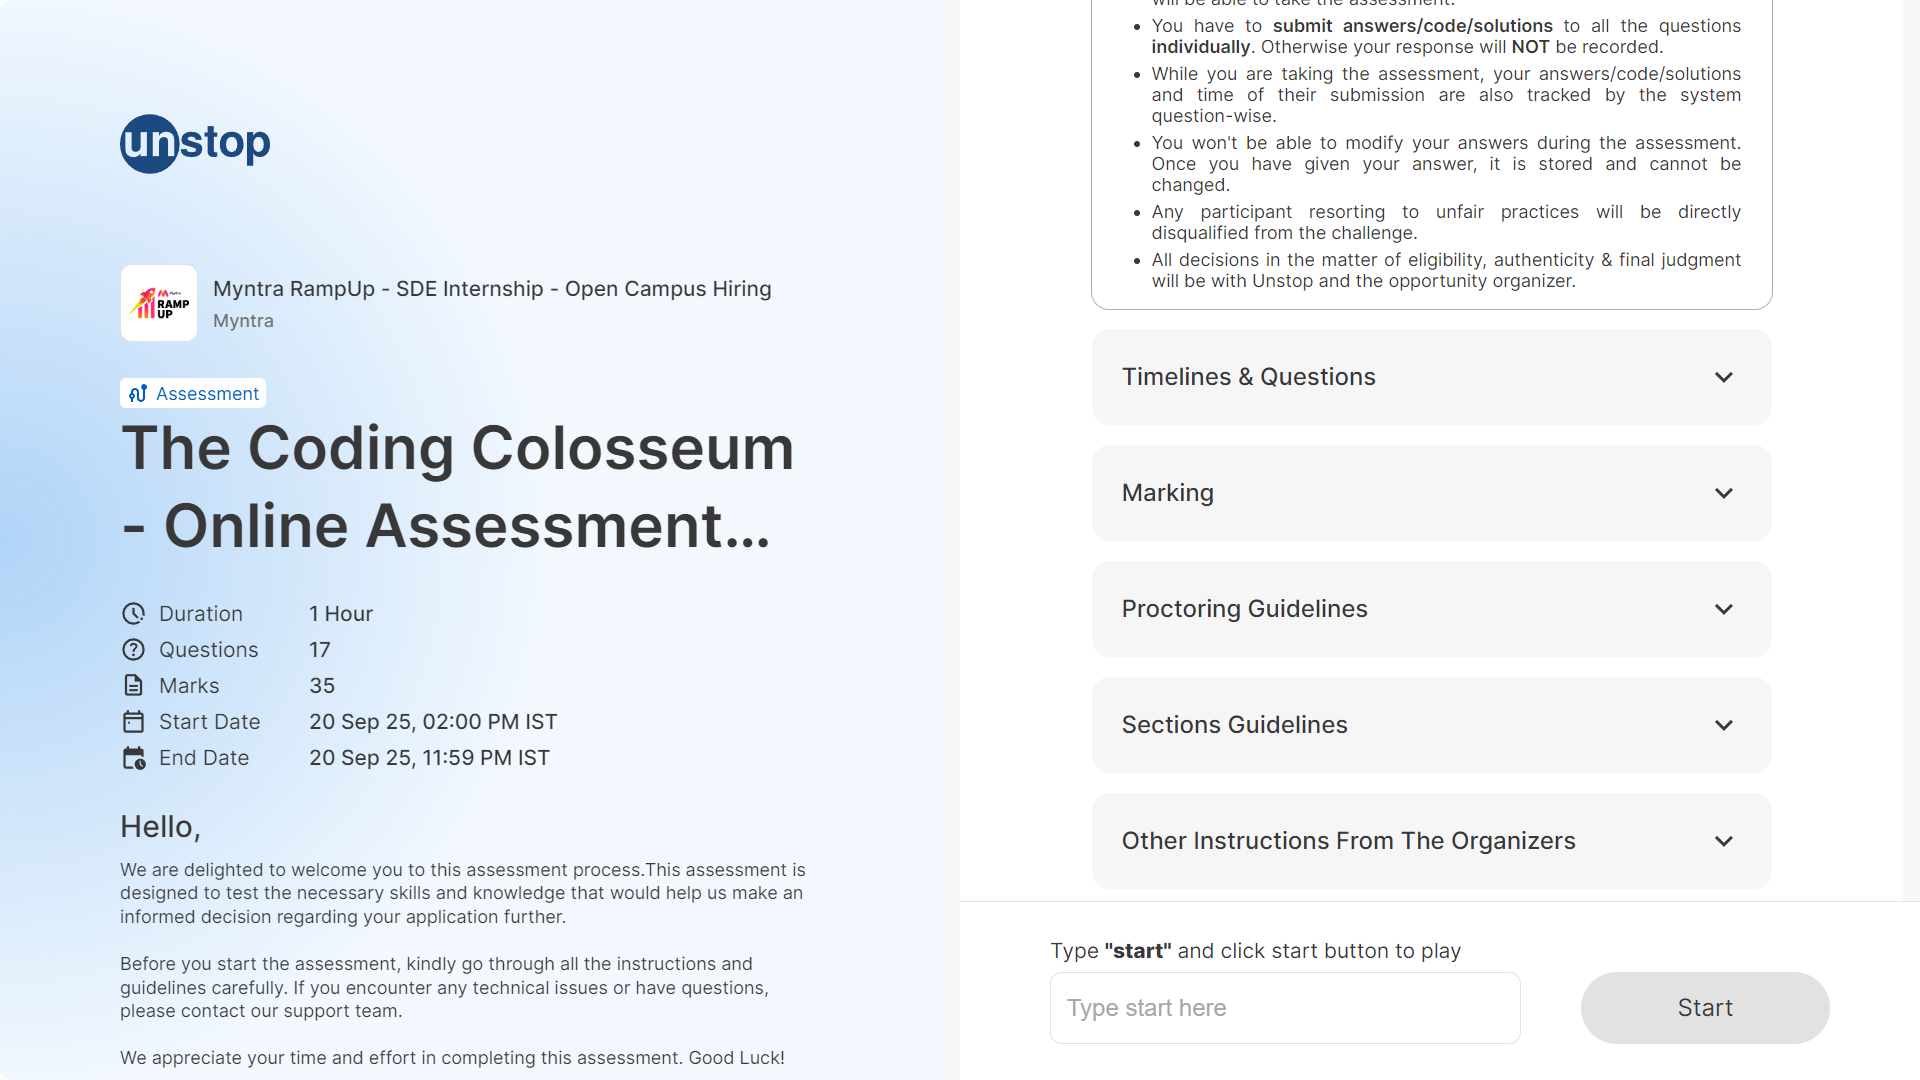 unstop
Myntra
RAMP
UP
Myntra RampUp - SDE Internship - Open Campus Hiring
Myntra
Assessment
The Coding Colosseum
- Online Assessment...
Duration 1 Hour
Questions 17
Marks 35
Start Date 20 Sep 25, 02:00 PM IST
End Date 20 Sep 25, 11:59 PM IST
Hello,
We are delighted to welcome you to this assessment process.This assessment is
designed to test the necessary skills and knowledge that would help us make an
informed decision regarding your application further.
Before you start the assessment, kindly go through all the instructions and
guidelines carefully. If you encounter any technical issues or have questions,
please contact our support team.
We appreciate your time and effort in completing this assessment. Good Luck!
will be able to take the assessment.
• You have to submit answers/code/solutions to all the questions
individually. Otherwise your response will NOT be recorded.
• While you are taking the assessment, your answers/code/solutions
and time of their submission are also tracked by the system
question-wise.
• You won't be able to modify your answers during the assessment.
Once you have given your answer, it is stored and cannot be
changed.
• Any participant resorting to unfair practices will be directly
disqualified from the challenge.
• All decisions in the matter of eligibility, authenticity & final judgment
will be with Unstop and the opportunity organizer.
Timelines & Questions
Marking
Proctoring Guidelines
Sections Guidelines
Other Instructions From The Organizers
Type "start" and click start button to play
Type start here
Start